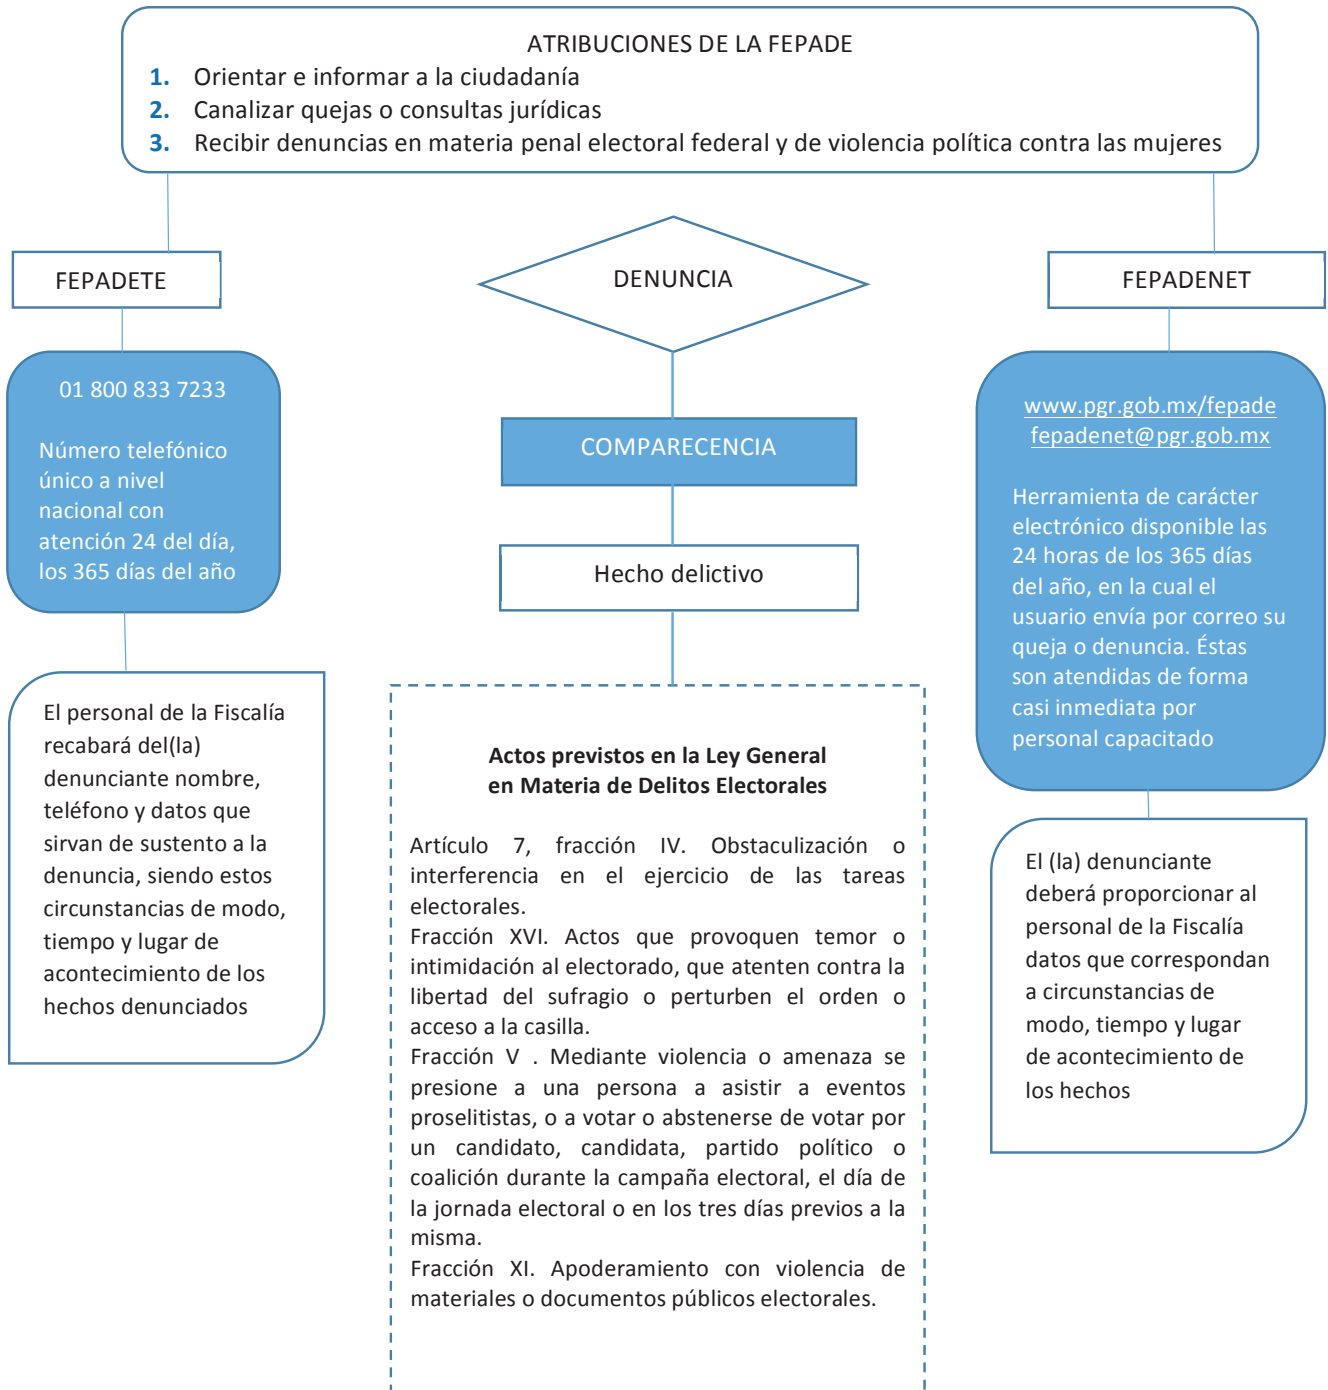 ATRIBUCIONES DE LA FEPADE
1. Orientar e informar a la ciudadanía
2. Canalizar quejas o consultas jurídicas
3. Recibir denuncias en materia penal electoral federal y de violencia política contra las mujeres
FEPADETE
01 800 833 7233
Número telefónico
único a nivel
nacional con
atención 24 del día,
los 365 días del año
El personal de la Fiscalía
recabará del(la)
denunciante nombre,
teléfono y datos que
sirvan de sustento a la
denuncia, siendo estos
circunstancias de modo,
tiempo y lugar de
acontecimiento de los
hechos denunciados
DENUNCIA
COMPARECENCIA
Hecho delictivo
Actos previstos en la Ley General
en Materia de Delitos Electorales
Artículo 7, fracción IV. Obstaculización o
interferencia en el ejercicio de las tareas
electorales.
Fracción XVI. Actos que provoquen temor o
intimidación al electorado, que atenten contra la
libertad del sufragio o perturben el orden o
acceso a la casilla.
Fracción V . Mediante violencia o amenaza se
presione a una persona a asistir a eventos
proselitistas, o a votar o abstenerse de votar por
un candidato, candidata, partido político o
coalición durante la campaña electoral, el día de
la jornada electoral o en los tres días previos a la
misma.
Fracción XI. Apoderamiento con violencia de
materiales o documentos públicos electorales.
FEPADENET
www.pgr.gob.mx/fepade
fepadenet@pgr.gob.mx
Herramienta de carácter
electrónico disponible las
24 horas de los 365 días
del año, en la cual el
usuario envía por correo su
queja o denuncia. Éstas
son atendidas de forma
casi inmediata por
personal capacitado
El (la) denunciante
deberá proporcionar al
personal de la Fiscalía
datos que correspondan
a circunstancias de
modo, tiempo y lugar
de acontecimiento de
los hechos